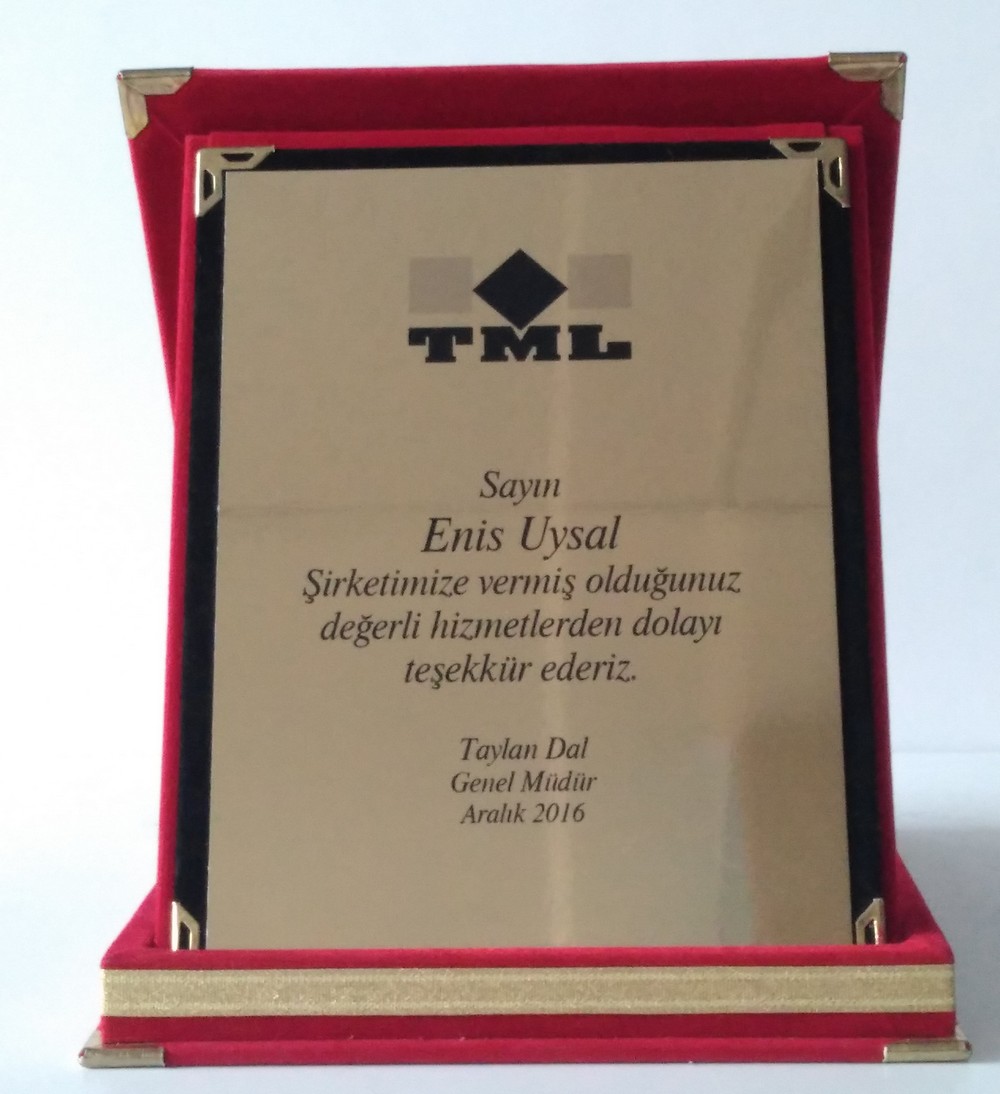 TML
Sayın
Enis Uysal
Şirketimize vermiş olduğunuz
değerli hizmetlerden dolayı
teşekkür ederiz.
Taylan Dal
Genel Müdür
Aralık 2016